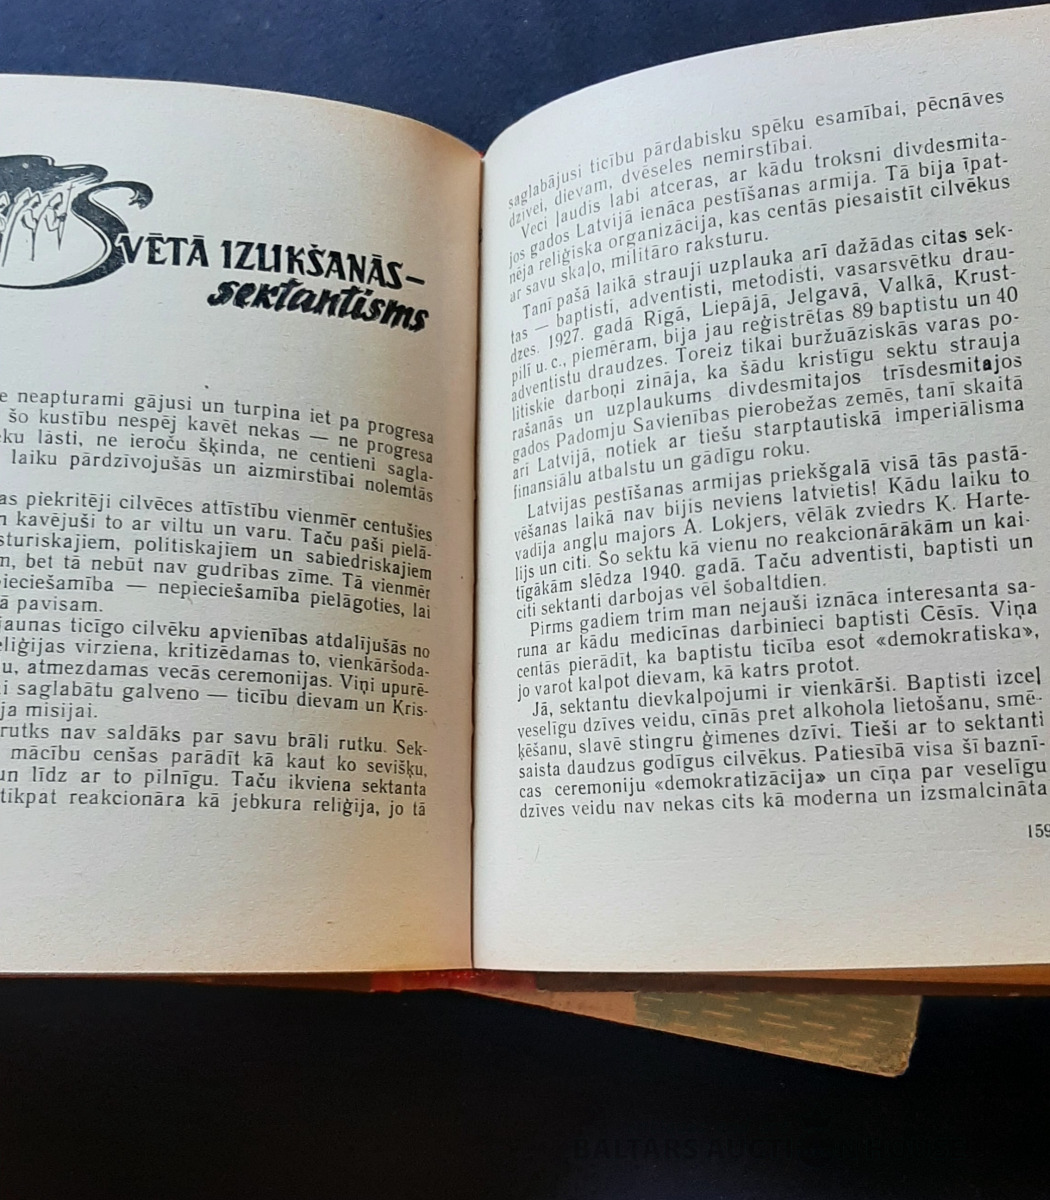 SVĒTĀ IZLIKŠANĀS—
sektantisms
e neapturami gājusi un turpina iet pa progresa
šo kustību nespēj kavēt nekas — ne progresa
ku lāsti, ne ieroču šķinda, ne centieni sagla-
laiku pārdzīvojušās un aizmirstībai nolemtās
as piekritēji cilvēces attīstību vienmēr centušies
n kavējuši to ar viltu un varu. Taču paši pielā-
sturiskajiem, politiskajiem un sabiedriskajiem
m, bet tā nebūt nav gudrības zīme. Tā vienmēr
pieciešamība — nepieciešamība pielāgoties, lai
ā pavisam.
jaunas ticīgo cilvēku apvienības atdalījušās no
eliģijas virziena, kritizēdamas to, vienkāršoda-
u, atmezdamas vecās ceremonijas. Viņi upurē-
i saglabātu galveno — ticību dievam un Kris-
ja misijai.
rutks nav saldāks par savu brāli rutku. Sek-
mācību cenšas parādīt kā kaut ko sevišķu,
un līdz ar to pilnīgu. Taču ikviena sektanta
tikpat reakcionāra kā jebkura reliģija, jo tā
saglabājusi ticību pārdabisku spēku esamībai, pēcnāves
dzīvei, dievam, dvēseles nemirstībai.
Veci ļaudis labi atceras, ar kādu troksni divdesmita-
jos gados Latvijā ienāca pestīšanas armija. Tā bija īpat-
nēja reliģiska organizācija, kas centās piesaistīt cilvēkus
ar savu skaļo, militāro raksturu.
Tanī pašā laikā strauji uzplauka arī dažādas citas sek-
tas — baptisti, adventisti, metodisti, vasarsvētku drau-
dzes. 1927. gadā Rīgā, Liepājā, Jelgavā, Valkā, Krust-
pilī u. c., piemēram, bija jau reģistrētas 89 baptistu un 40
adventistu draudzes. Toreiz tikai buržuāziskās varas po-
litiskie darboņi zināja, ka šādu kristīgu sektu strauja
rašanās un uzplaukums divdesmitajos trīsdesmitajos
gados Padomju Savienības pierobežas zemēs, tanī skaitā
arī Latvijā, notiek ar tiešu starptautiskā imperiālisma
finansiālu atbalstu un gādīgu roku.
Latvijas pestīšanas armijas priekšgalā visā tās pastā-
vēšanas laikā nav bijis neviens latvietis! Kādu laiku to
vadīja angļu majors A. Lokjers, vēlāk zviedrs K. Harte-
lijs un citi. Šo sektu kā vienu no reakcionārākām un kai-
tīgākām slēdza 1940. gadā. Taču adventisti, baptisti un
citi sektanti darbojas vēl šobaltdien.
Pirms gadiem trim man nejauši iznāca interesanta sa-
runa ar kādu medicīnas darbinieci baptisti Cēsīs. Viņa
centās pierādīt, ka baptistu ticība esot «demokratiska»,
jo varot kalpot dievam, kā katrs protot.
Jā, sektantu dievkalpojumi ir vienkārši. Baptisti izceļ
veselīgu dzīves veidu, cīnās pret alkohola lietošanu, smē-
ķēšanu, slavē stingru ģimenes dzīvi. Tieši ar to sektanti
saista daudzus godīgus cilvēkus. Patiesībā visa šī baznī-
cas ceremoniju «demokratizācija» un cīņa par veselīgu
dzīves veidu nav nekas cits kā moderna un izsmalcināta
159
BALTARS AUCTION HOUSE